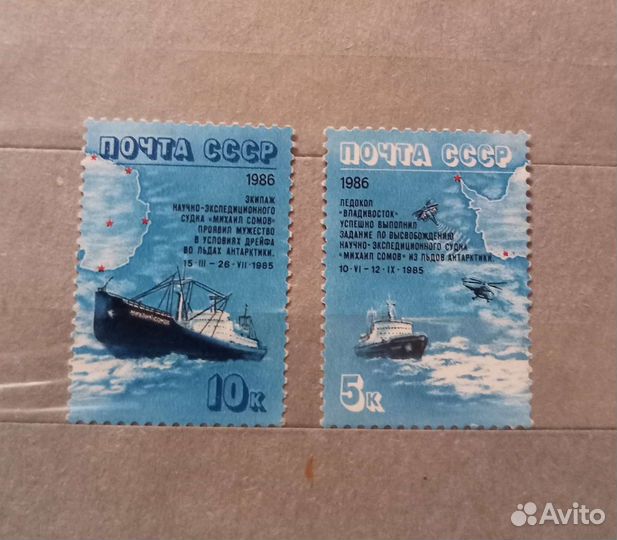 ПОЧТА СССР
1986
ЭКИПАЖ
НАУЧНО-ЭКСПЕДИЦИОННОГО
СУДНА «МИХАИЛ СОМОВ»
ПРОЯВИЛ МУЖЕСТВО
В УСЛОВИЯХ ДРЕЙФА
ВО ЛЬДАХ АНТАРКТИКИ.
15·III – 26·VII·1985
МИХАИЛ СОМОВ
10к
ПОЧТА СССР
1986
ЛЕДОКОЛ
«ВЛАДИВОСТОК»
УСПЕШНО ВЫПОЛНИЛ
ЗАДАНИЕ ПО ВЫСВОБОЖДЕНИЮ
НАУЧНО-ЭКСПЕДИЦИОННОГО СУДНА
«МИХАИЛ СОМОВ» ИЗ ЛЬДОВ АНТАРКТИКИ.
10·VI – 12·IX·1985
5к
Avito